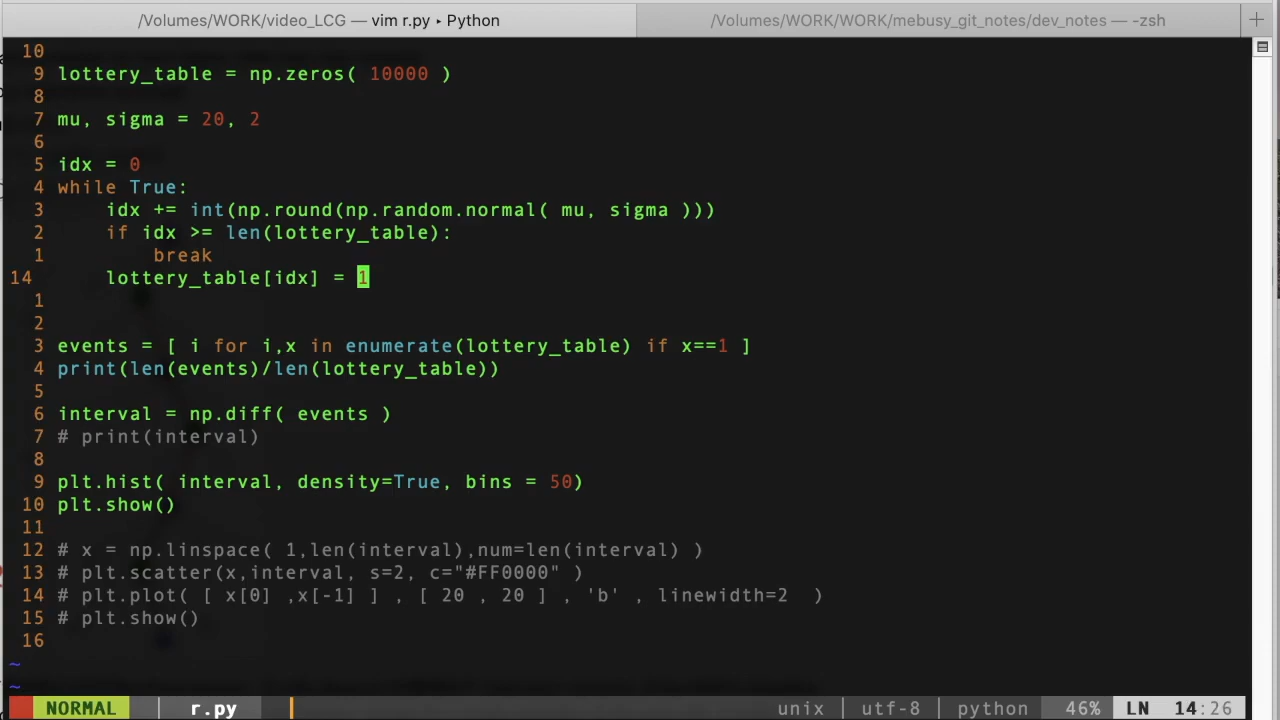 /Volumes/WORK/video_LCG — vim r.py ▸ Python
/Volumes/WORK/WORK/mebusy_git_notes/dev_notes — -zsh
+
10
9 lottery_table = np.zeros( 10000 )
8
7 mu, sigma = 20, 2
6
5 idx = 0
4 while True:
3     idx += int(np.round(np.random.normal( mu, sigma )))
2     if idx >= len(lottery_table):
1         break
14     lottery_table[idx] = 1
1
2
3 events = [ i for i,x in enumerate(lottery_table) if x==1 ]
4 print(len(events)/len(lottery_table))
5
6 interval = np.diff( events )
7 # print(interval)
8
9 plt.hist( interval, density=True, bins = 50)
10 plt.show()
11
12 # x = np.linspace( 1,len(interval),num=len(interval) )
13 # plt.scatter(x,interval, s=2, c="#FF0000" )
14 # plt.plot( [ x[0] ,x[-1] ] , [ 20 , 20 ] , 'b' , linewidth=2  )
15 # plt.show()
16
~
~
NORMAL | r.py unix | utf-8 | python 46% LN 14:26